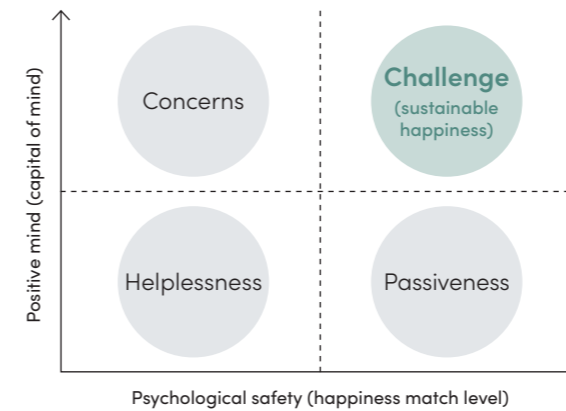 Positive mind (capital of mind)
Concerns
Challenge
(sustainable
happiness)
Helplessness
Passiveness
Psychological safety (happiness match level)